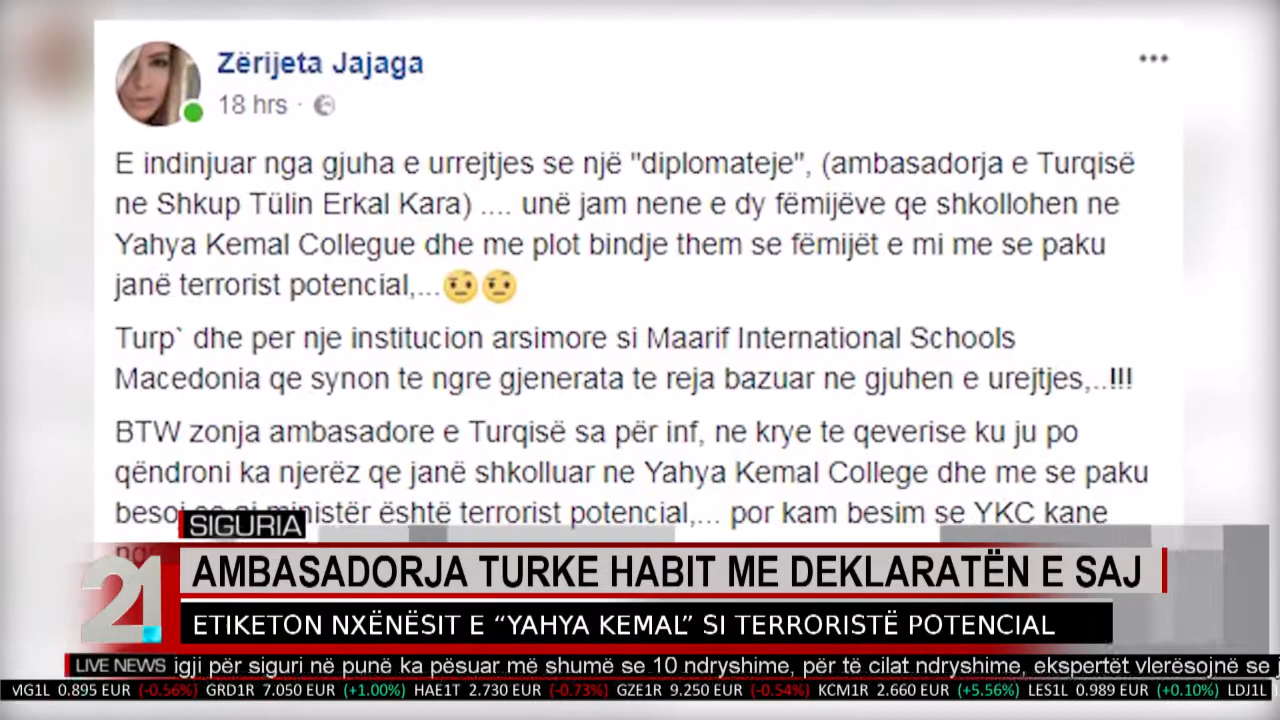 Zërijeta Jajaga
18 hrs ·
E indinjuar nga gjuha e urrejtjes se një "diplomateje", (ambasadorja e Turqisë
ne Shkup Tülin Erkal Kara) .... unë jam nene e dy fëmijëve qe shkollohen ne
Yahya Kemal Collegue dhe me plot bindje them se fëmijët e mi me se paku
janë terrorist potencial,...
Turp` dhe per nje institucion arsimore si Maarif International Schools
Macedonia qe synon te ngre gjenerata te reja bazuar ne gjuhen e urejtjes,..!!!
BTW zonja ambasadore e Turqisë sa për inf, ne krye te qeverise ku ju po
qëndroni ka njerëz qe janë shkolluar ne Yahya Kemal College dhe me se paku
besoj ministër është terrorist potencial,... por kam besim se YKC kane
SIGURIA
21
AMBASADORJA TURKE HABIT ME DEKLARATËN E SAJ
ETIKETON NXËNËSIT E “YAHYA KEMAL” SI TERRORISTË POTENCIAL
LIVE NEWS igji për siguri në punë ka pësuar më shumë se 10 ndryshime, për të cilat ndryshime, ekspertët vlerësojnë se
VIG1L 0.895 EUR (-0.56%) GRD1R 7.050 EUR (+1.00%) HAE1T 2.730 EUR (-0.73%) GZE1R 9.250 EUR (-0.54%) KCM1R 2.660 EUR (+5.56%) LES1L 0.989 EUR (+0.10%) LDJ1L